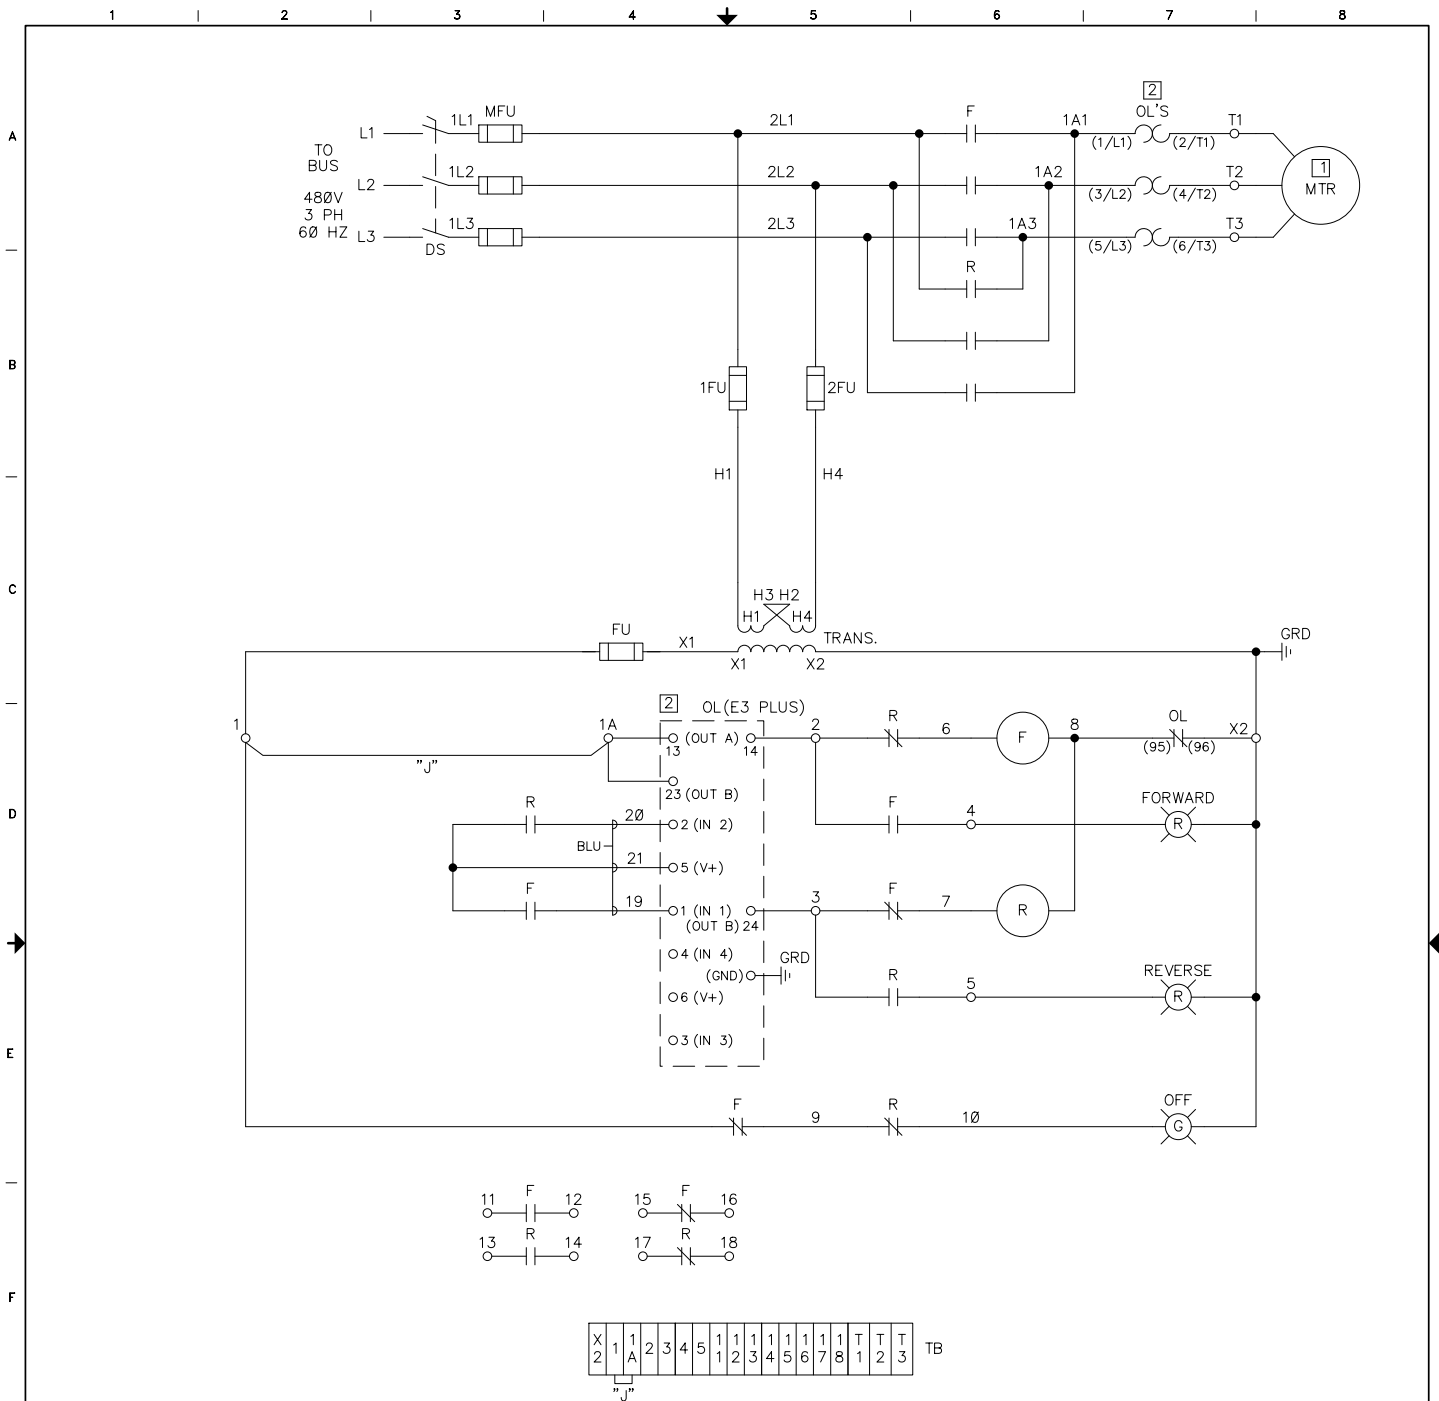 1 2 3 4 5 6 7 8
A
B
C
D
E
F
2
OL'S
TO
BUS
480V
3 PH
60 HZ
L1 1L1 MFU 2L1 F 1A1 (1/L1) (2/T1) T1
L2 1L2 2L2 1A2 (3/L2) (4/T2) T2
L3 1L3 2L3 1A3 (5/L3) (6/T3) T3
DS
1
MTR
R
1FU 2FU
H1 H4
H3 H2
H1 H4
FU X1 TRANS.
X1 X2
GRD
2 OL(E3 PLUS)
1 1A 13 (OUT A) 14 2 R 6 F 8 OL X2
(95) (96)
"J"
23 (OUT B)
R 20 2 (IN 2) F 4 FORWARD R
BLU
21 5 (V+)
F 19 1 (IN 1) 3 F 7 R
(OUT B) 24
4 (IN 4)
(GND) GRD
6 (V+) R 5 REVERSE R
3 (IN 3)
F 9 R 10 OFF G
11 F 12 15 F 16
13 R 14 17 R 18
X2 1 1A 2 3 4 5 11 12 13 14 15 16 17 18 T1 T2 T3 TB
"J"